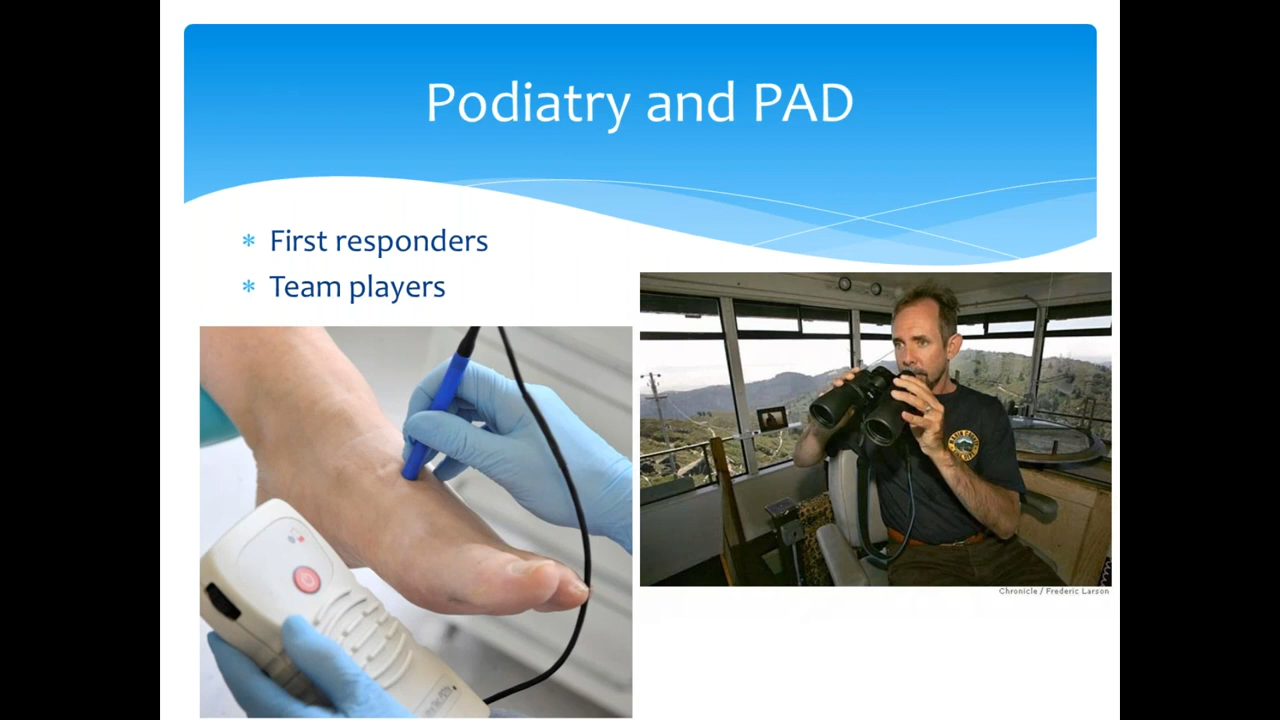 Podiatry and PAD
* First responders
* Team players
Chronicle / Frederic Larson